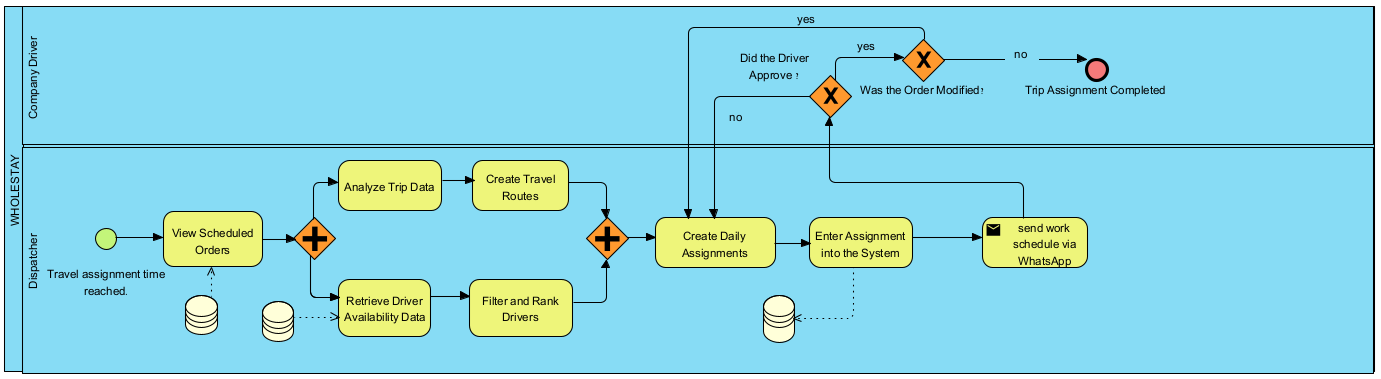 WHOLESTAY
Company Driver
yes
Did the Driver
Approve ?
yes
Was the Order Modified?
no
Trip Assignment Completed
no
Dispatcher
Travel assignment time
reached.
View Scheduled
Orders
Analyze Trip Data
Create Travel
Routes
Retrieve Driver
Availability Data
Filter and Rank
Drivers
Create Daily
Assignments
Enter Assignment
into the System
send work
schedule via
WhatsApp
X
X